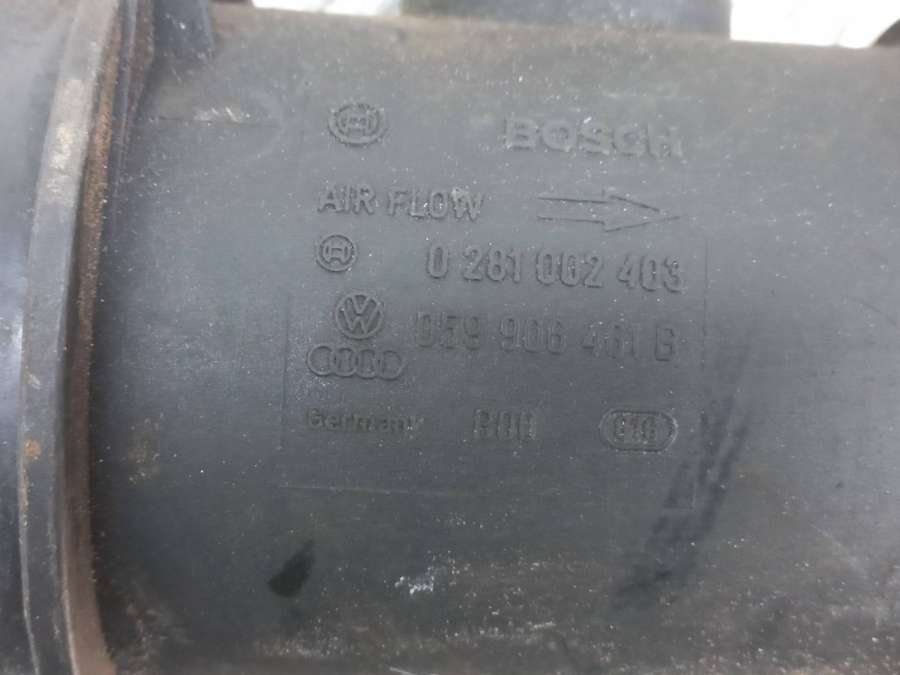 BOSCH
AIR FLOW
0 281 002 403
059 906 461 B
Germany